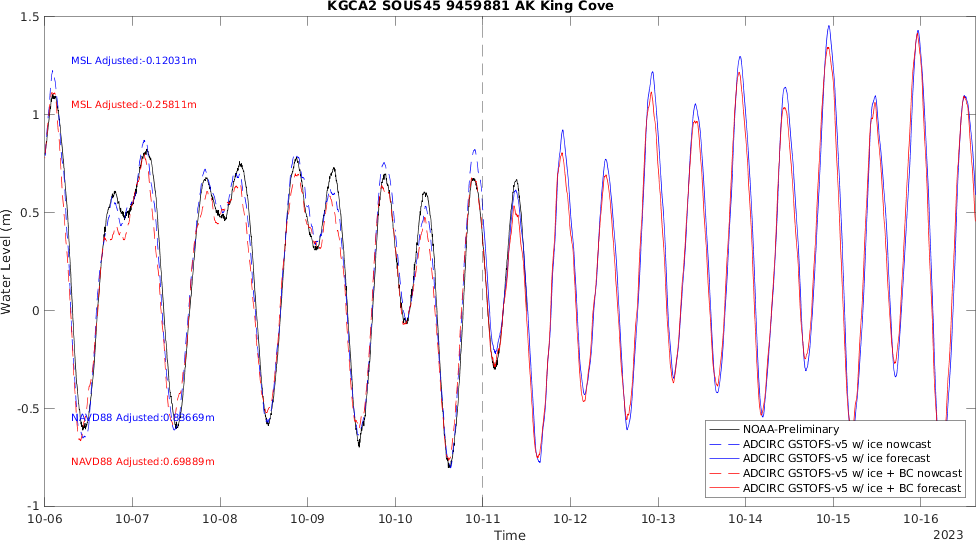 KGCA2 SOUS45 9459881 AK King Cove
MSL Adjusted:-0.12031m
MSL Adjusted:-0.25811m
NAVD88 Adjusted:0.83669m
NAVD88 Adjusted:0.69889m
Water Level (m)
1.5
1
0.5
0
-0.5
-1
NOAA-Preliminary
ADCIRC GSTOFS-v5 w/ ice nowcast
ADCIRC GSTOFS-v5 w/ ice forecast
ADCIRC GSTOFS-v5 w/ ice + BC nowcast
ADCIRC GSTOFS-v5 w/ ice + BC forecast
10-06 10-07 10-08 10-09 10-10 10-11 10-12 10-13 10-14 10-15 10-16
Time
2023